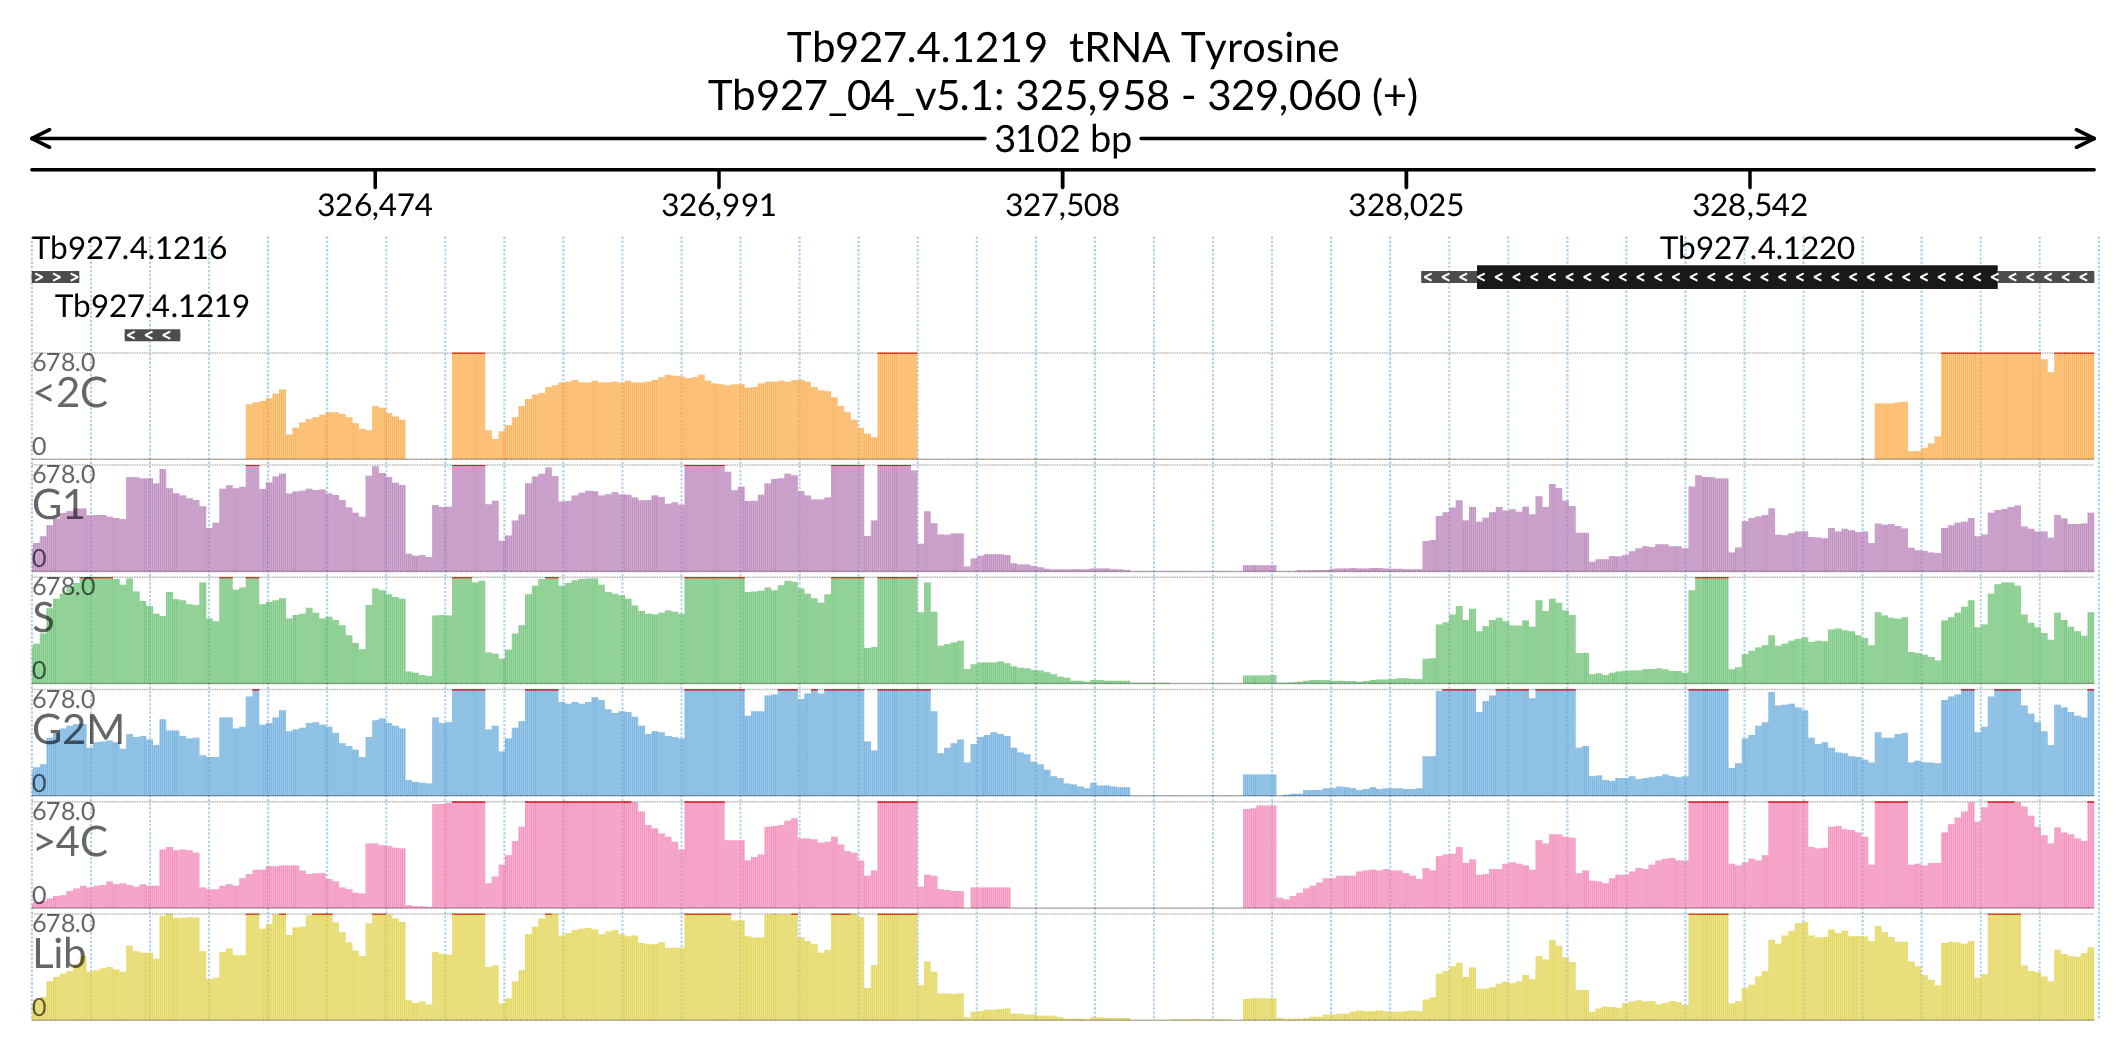 Tb927.4.1219  tRNA Tyrosine
Tb927_04_v5.1: 325,958 - 329,060 (+)
3102 bp
326,474 326,991 327,508 328,025 328,542
Tb927.4.1216 Tb927.4.1220
Tb927.4.1219
678.0
<2C
0
678.0
G1
0
678.0
S
0
678.0
G2M
0
678.0
>4C
0
678.0
Lib
0